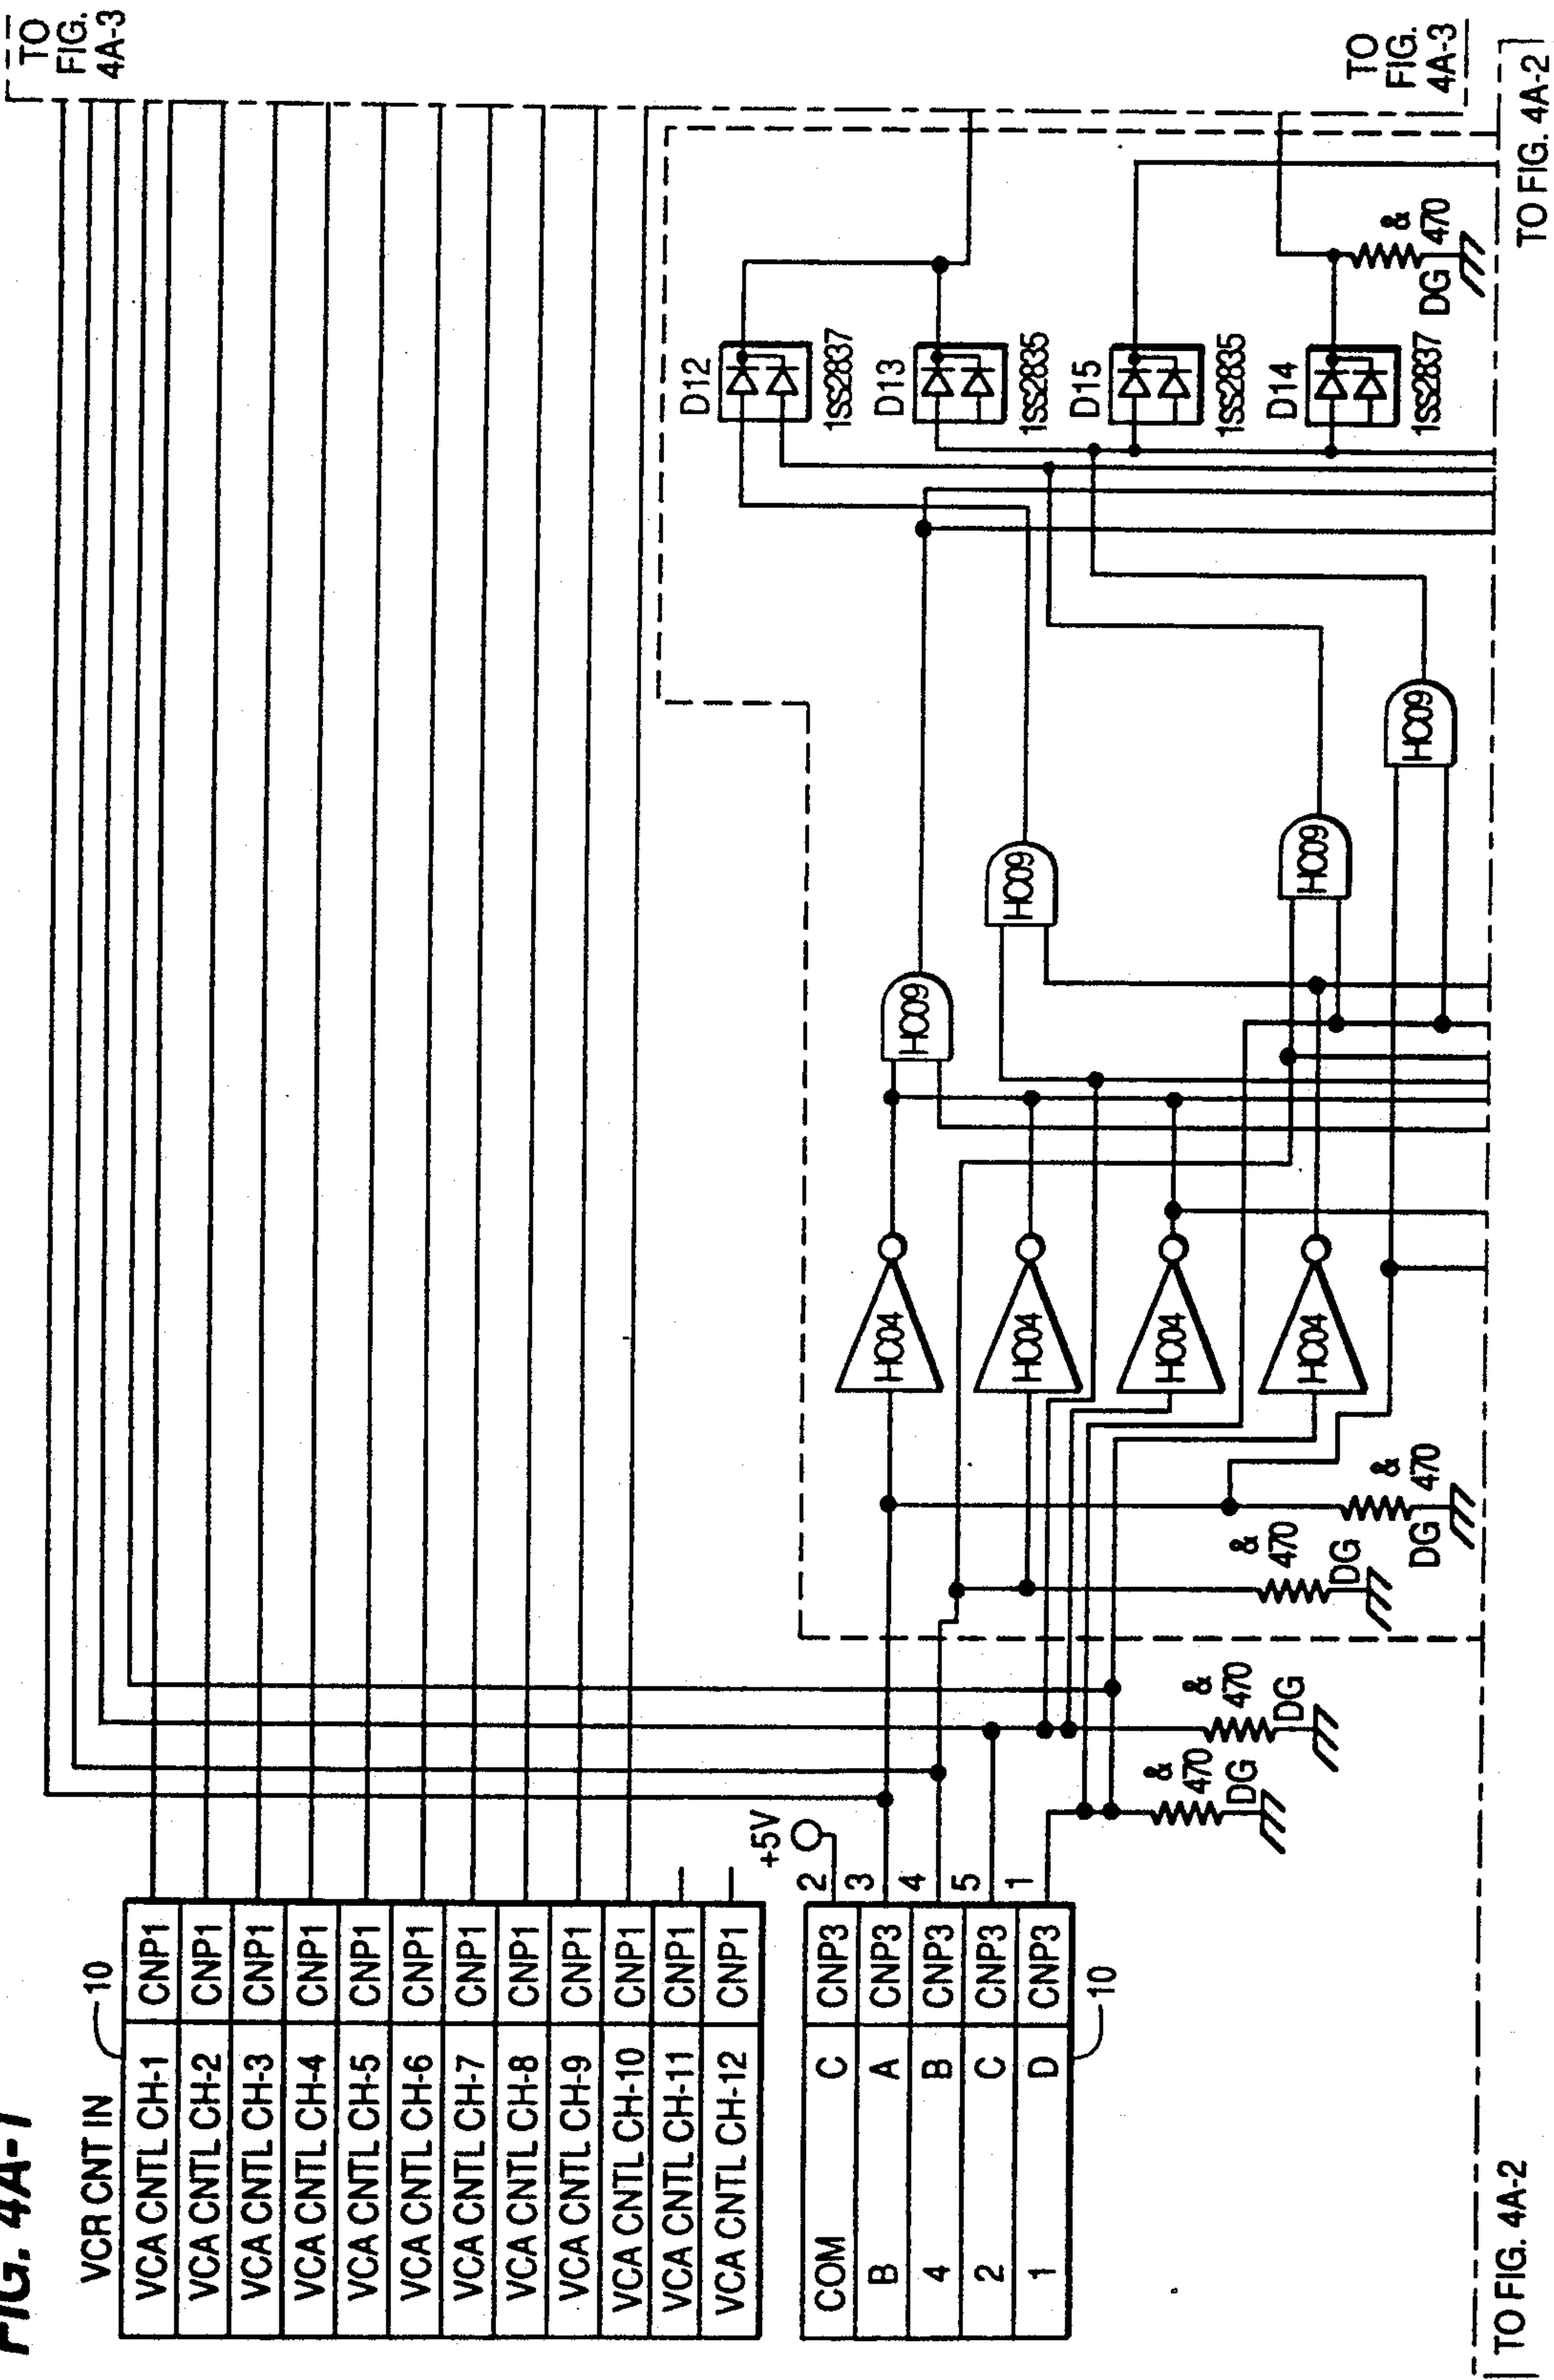 FIG. 4A-1
VCR CNT IN
10
VCA CNTL CH-1 CNP1
VCA CNTL CH-2 CNP1
VCA CNTL CH-3 CNP1
VCA CNTL CH-4 CNP1
VCA CNTL CH-5 CNP1
VCA CNTL CH-6 CNP1
VCA CNTL CH-7 CNP1
VCA CNTL CH-8 CNP1
VCA CNTL CH-9 CNP1
VCA CNTL CH-10 CNP1
VCA CNTL CH-11 CNP1
VCA CNTL CH-12 CNP1
+5V
COM C CNP3 2
B A CNP3 3
4 B CNP3 4
2 C CNP3 5
1 D CNP3 1
10
&
470
DG
&
470
DG
&
470
DG
&
470
DG
HC04
HC04
HC04
HC04
HC09
HC09
HC09
HC09
D12
1SS2837
D13
1SS2835
D15
1SS2835
D14
1SS2837
&
470
DG
TO
FIG.
4A-3
TO
FIG.
4A-3
TO FIG. 4A-2
TO FIG. 4A-2